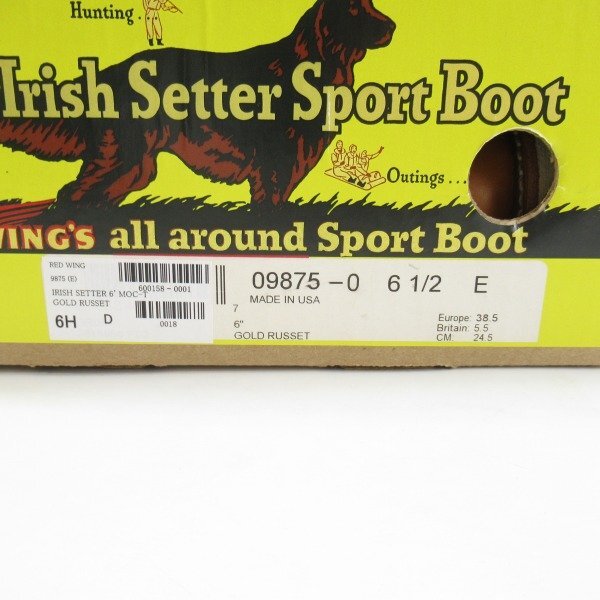 Hunting.
Irish Setter Sport Boot
Outings...
WING'S all around Sport Boot
RED WING
9875 (E)
600158-0001
IRISH SETTER 6' MOC-T
GOLD RUSSET
6H D
0018
09875-0 6 1/2 E
MADE IN USA
7
6"
GOLD RUSSET
Europe: 38.5
Britain: 5.5
CM. 24.5